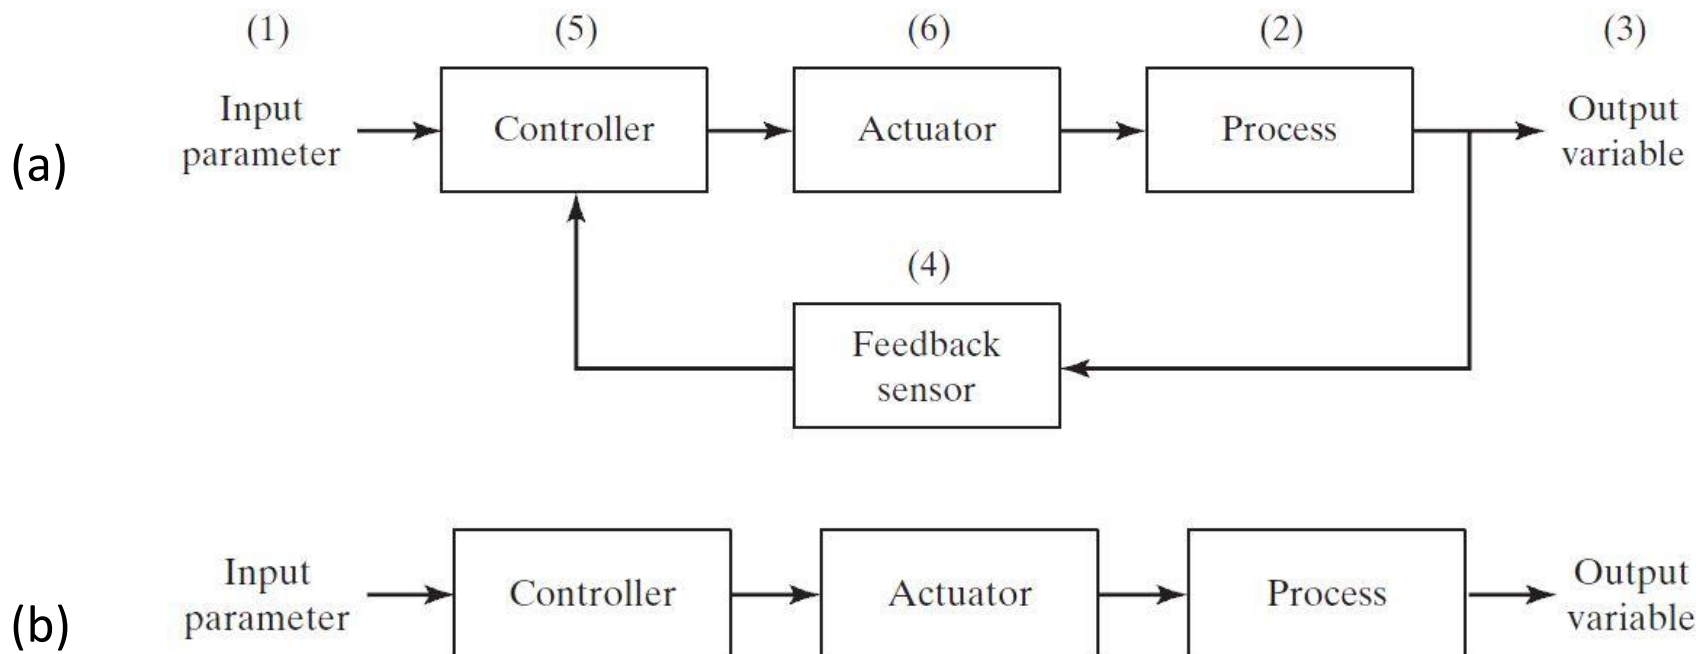 (1) (5) (6) (2) (3)
(a)
Input
parameter
Controller
Actuator
Process
Output
variable
(4)
Feedback
sensor
(b)
Input
parameter
Controller
Actuator
Process
Output
variable